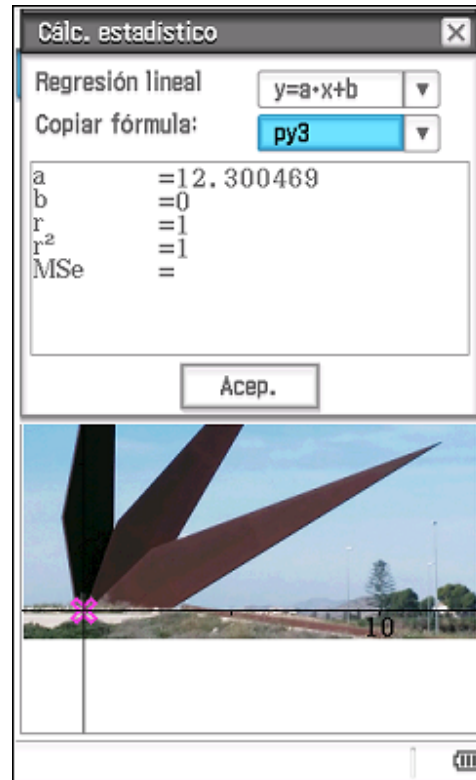 Cálc. estadístico
Regresión lineal y=a•x+b
Copiar fórmula: py3
a =12.300469
b =0
r =1
r² =1
MSe =
Acep.
10